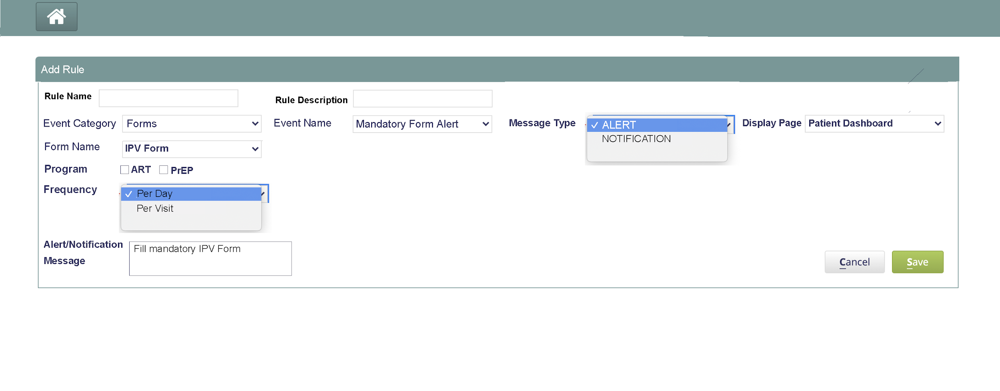 Add Rule
Rule Name
Rule Description
Event Category Forms
Event Name Mandatory Form Alert
Message Type ALERT
NOTIFICATION
Display Page Patient Dashboard
Form Name IPV Form
Program ART PrEP
Frequency Per Day
Per Visit
Alert/Notification
Message
Fill mandatory IPV Form
Cancel Save